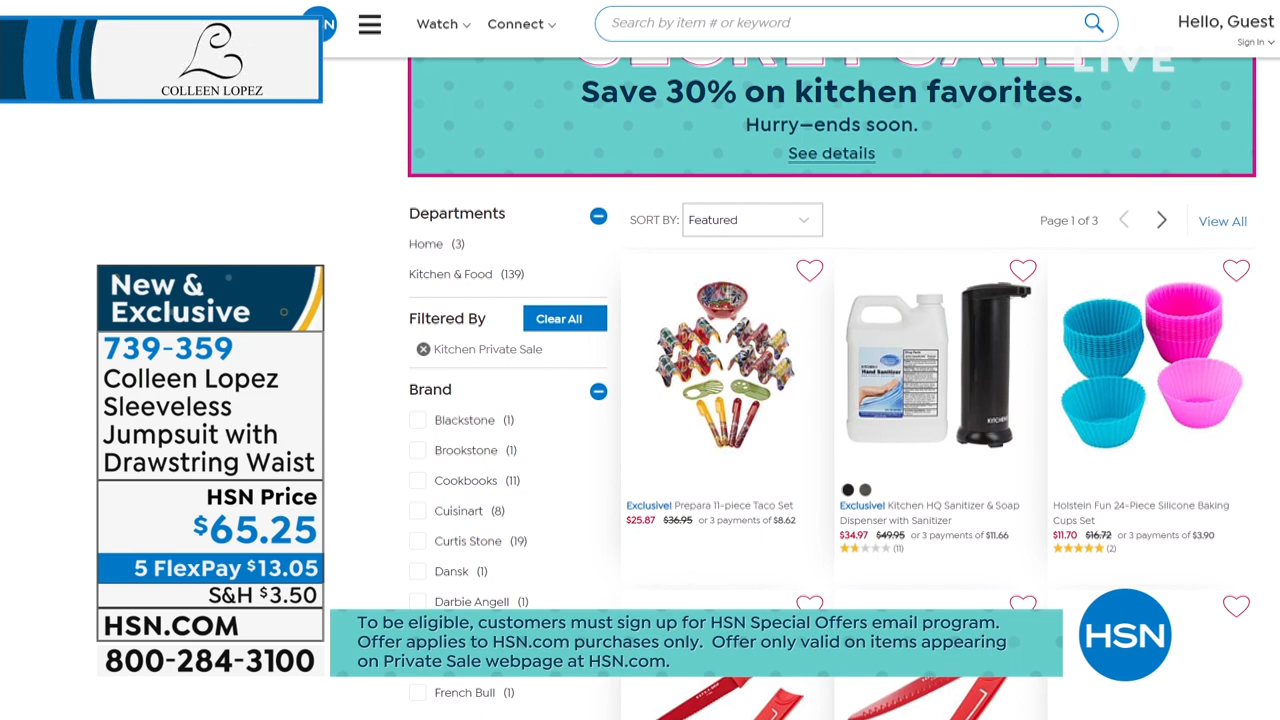 COLLEEN LOPEZ
Watch
Connect
Search by item # or keyword
Hello, Guest
Sign In
LIVE
Save 30% on kitchen favorites.
Hurry—ends soon.
See details
New &
Exclusive
739-359
Colleen Lopez
Sleeveless
Jumpsuit with
Drawstring Waist
HSN Price
$65.25
5 FlexPay $13.05
S&H $3.50
HSN.COM
800-284-3100
Departments
Home (3)
Kitchen & Food (139)
Filtered By
Clear All
Kitchen Private Sale
Brand
Blackstone (1)
Brookstone (1)
Cookbooks (11)
Cuisinart (8)
Curtis Stone (19)
Dansk (1)
Darbie Angell (1)
French Bull (1)
SORT BY: Featured
Page 1 of 3
View All
Hand Sanitizer
Exclusive! Prepara 11-piece Taco Set
$25.87 $36.95 or 3 payments of $8.62
Exclusive! Kitchen HQ Sanitizer & Soap
Dispenser with Sanitizer
$34.97 $49.95 or 3 payments of $11.66
(11)
Holstein Fun 24-Piece Silicone Baking
Cups Set
$11.70 $16.72 or 3 payments of $3.90
(2)
To be eligible, customers must sign up for HSN Special Offers email program.
Offer applies to HSN.com purchases only. Offer only valid on items appearing
on Private Sale webpage at HSN.com.
HSN